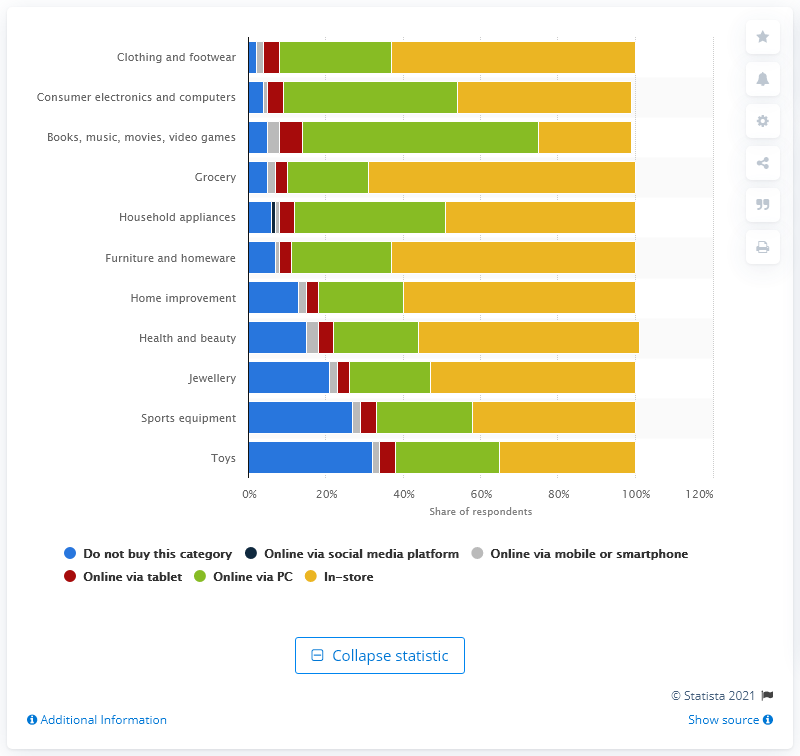 Clothing and footwear
Consumer electronics and computers
Books, music, movies, video games
Grocery
Household appliances
Furniture and homeware
Home improvement
Health and beauty
Jewellery
Sports equipment
Toys
0% 20% 40% 60% 80% 100% 120%
Share of respondents
Do not buy this category Online via social media platform Online via mobile or smartphone
Online via tablet Online via PC In-store
Collapse statistic
© Statista 2021
Additional Information Show source